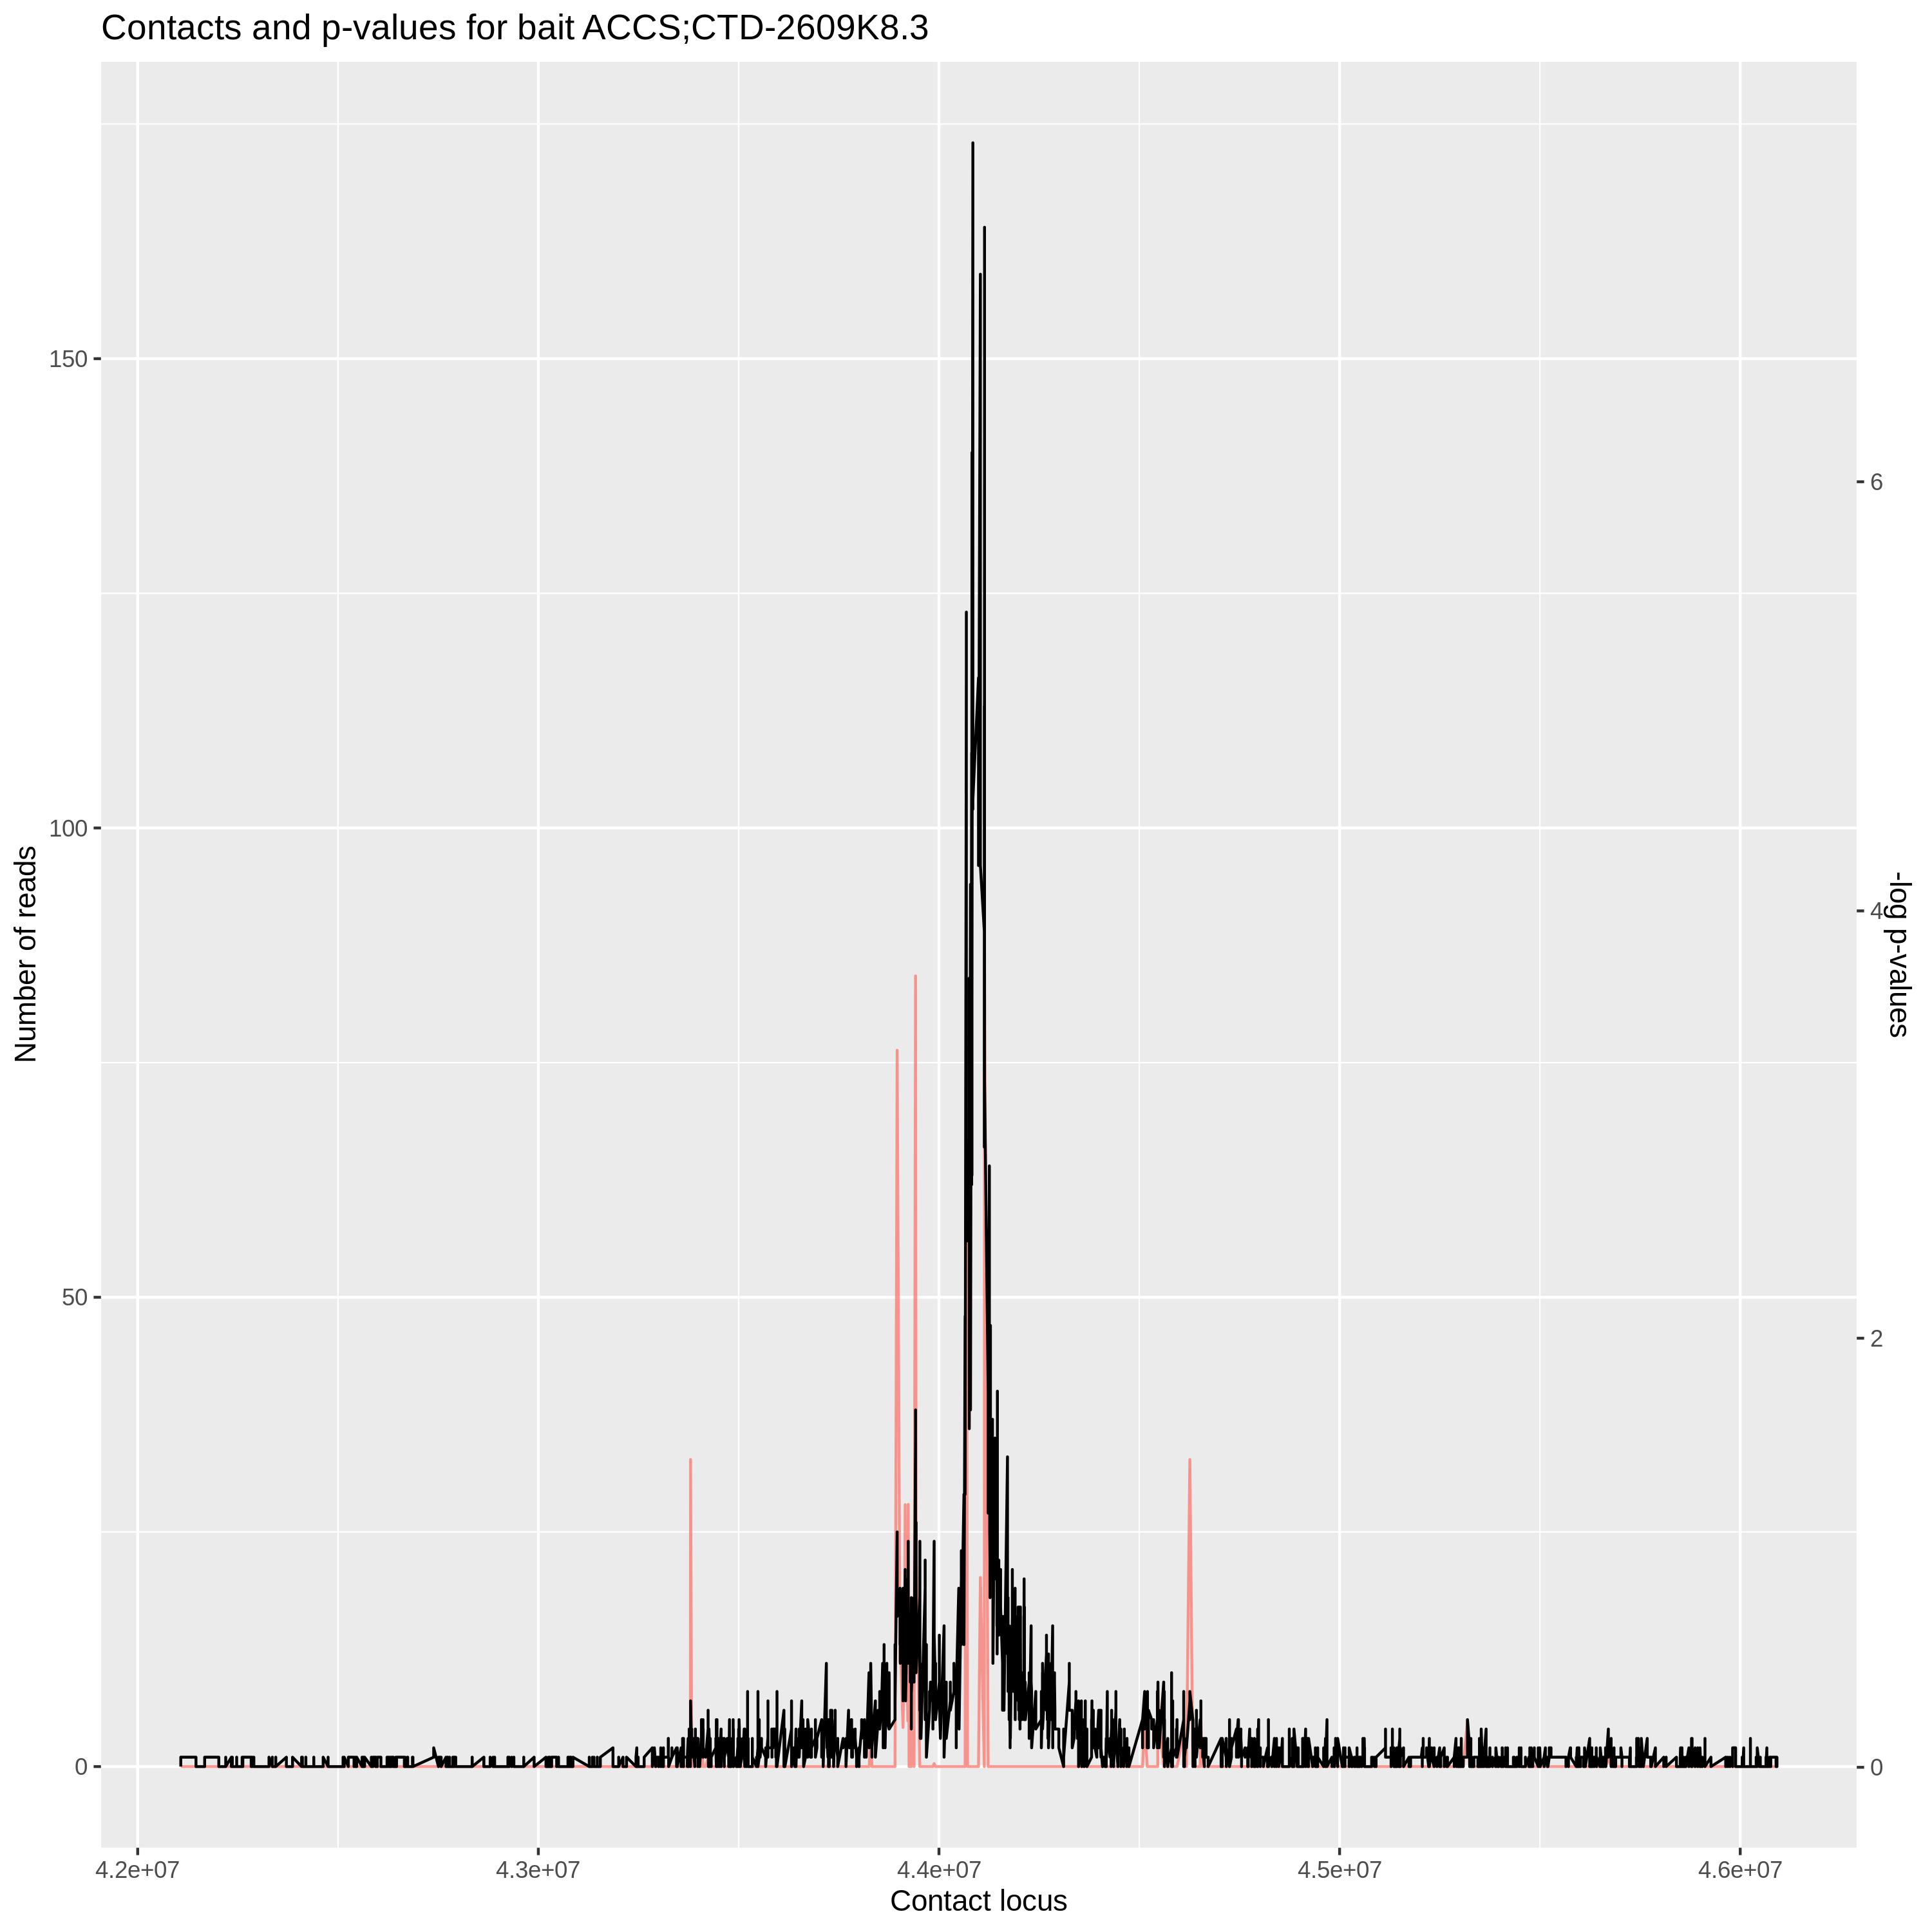 Contacts and p-values for bait ACCS;CTD-2609K8.3
Number of reads
150
100
50
0
6
4
2
0
-log p-values
4.2e+07
4.3e+07
4.4e+07
4.5e+07
4.6e+07
Contact locus